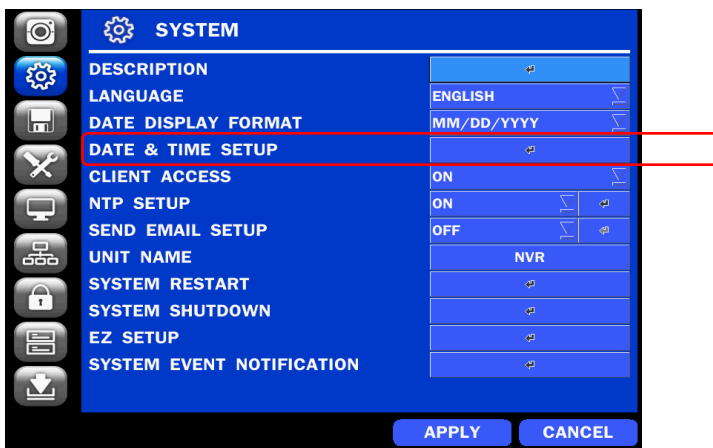 SYSTEM
DESCRIPTION
LANGUAGE ENGLISH
DATE DISPLAY FORMAT MM/DD/YYYY
DATE & TIME SETUP
CLIENT ACCESS ON
NTP SETUP ON
SEND EMAIL SETUP OFF
UNIT NAME NVR
SYSTEM RESTART
SYSTEM SHUTDOWN
EZ SETUP
SYSTEM EVENT NOTIFICATION
APPLY CANCEL